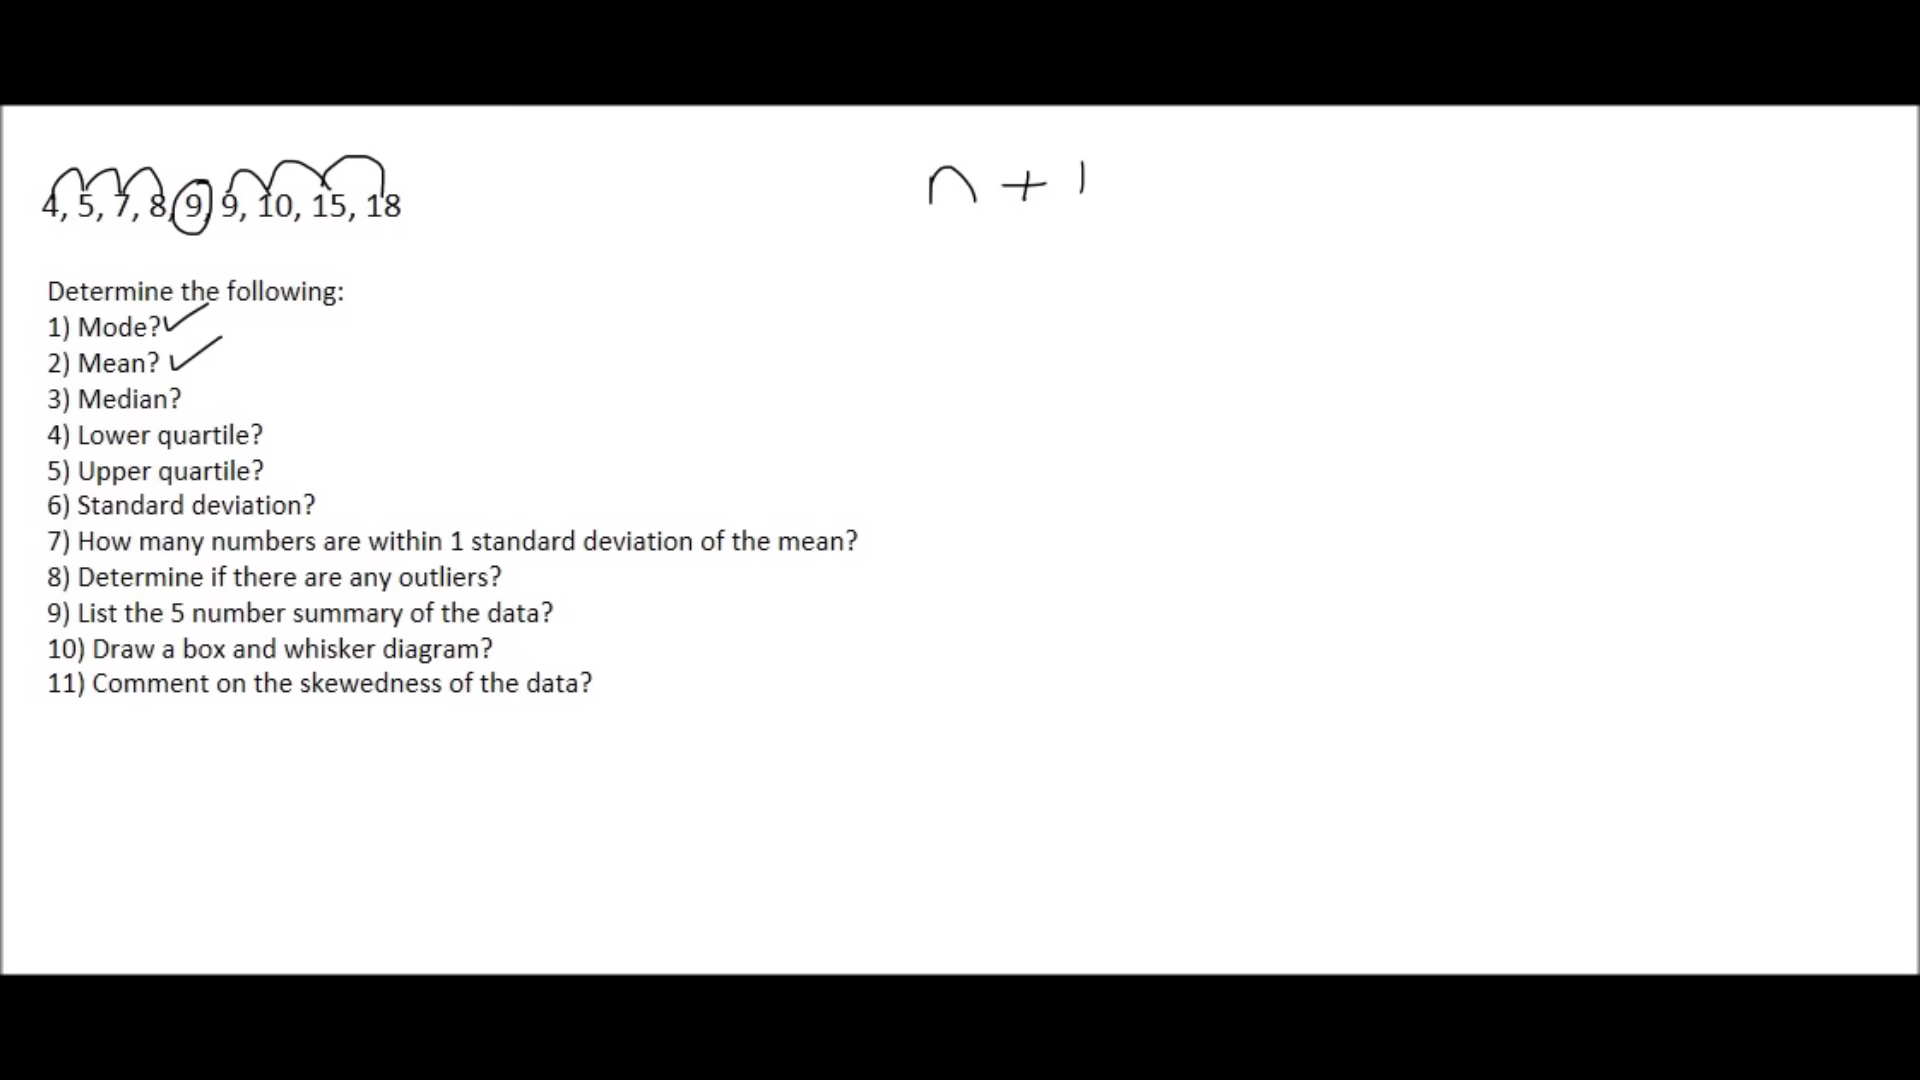 4, 5, 7, 8, 9, 9, 10, 15, 18
n + 1
Determine the following:
1) Mode?
2) Mean?
3) Median?
4) Lower quartile?
5) Upper quartile?
6) Standard deviation?
7) How many numbers are within 1 standard deviation of the mean?
8) Determine if there are any outliers?
9) List the 5 number summary of the data?
10) Draw a box and whisker diagram?
11) Comment on the skewedness of the data?